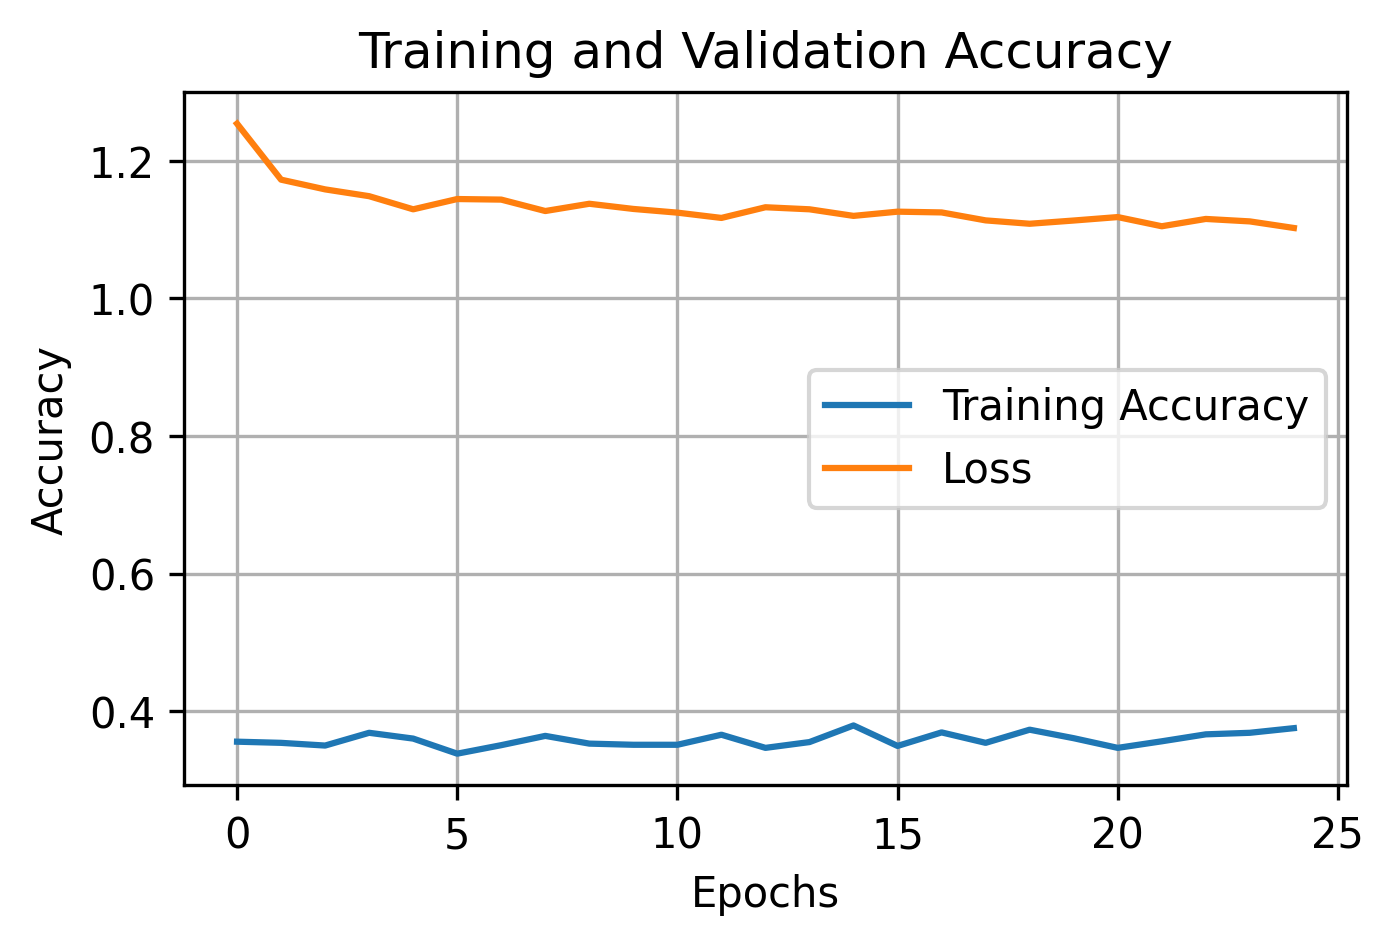 Training and Validation Accuracy
1.2
1.0
0.8
0.6
0.4
Accuracy
Training Accuracy
Loss
0 5 10 15 20 25
Epochs